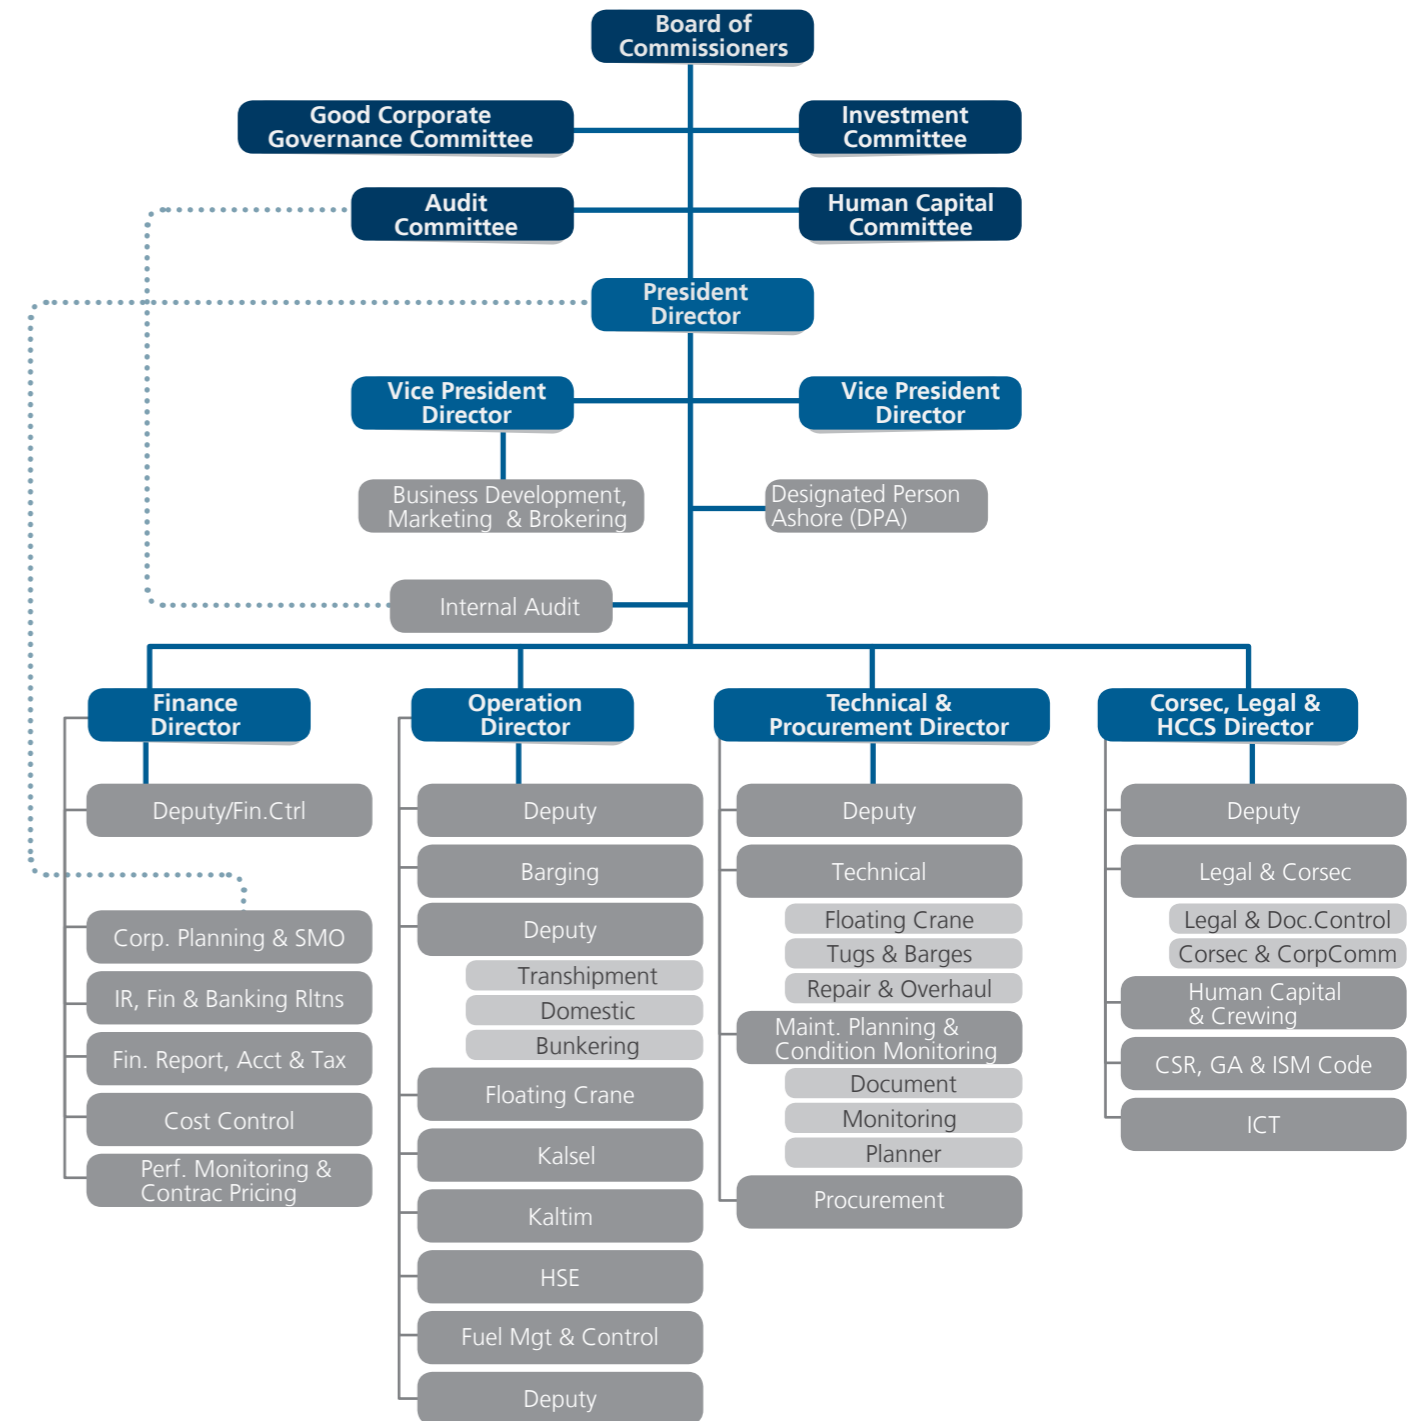 Board of
Commissioners
Good Corporate
Governance Committee
Investment
Committee
Audit
Committee
Human Capital
Committee
President
Director
Vice President
Director
Vice President
Director
Business Development,
Marketing & Brokering
Designated Person
Ashore (DPA)
Internal Audit
Finance
Director
Deputy/Fin.Ctrl
Corp. Planning & SMO
IR, Fin & Banking Rltns
Fin. Report, Acct & Tax
Cost Control
Perf. Monitoring &
Contrac Pricing
Operation
Director
Deputy
Barging
Deputy
Transhipment
Domestic
Bunkering
Floating Crane
Kalsel
Kaltim
HSE
Fuel Mgt & Control
Deputy
Technical &
Procurement Director
Deputy
Technical
Floating Crane
Tugs & Barges
Repair & Overhaul
Maint. Planning &
Condition Monitoring
Document
Monitoring
Planner
Procurement
Corsec, Legal &
HCCS Director
Deputy
Legal & Corsec
Legal & Doc.Control
Corsec & CorpComm
Human Capital
& Crewing
CSR, GA & ISM Code
ICT